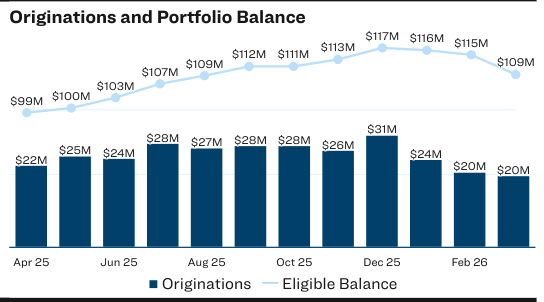 Originations and Portfolio Balance
$99M $100M $103M $107M $109M $112M $111M $113M $117M $116M $115M $109M
$22M $25M $24M $28M $27M $28M $28M $26M $31M $24M $20M $20M
Apr 25 Jun 25 Aug 25 Oct 25 Dec 25 Feb 26
Originations Eligible Balance